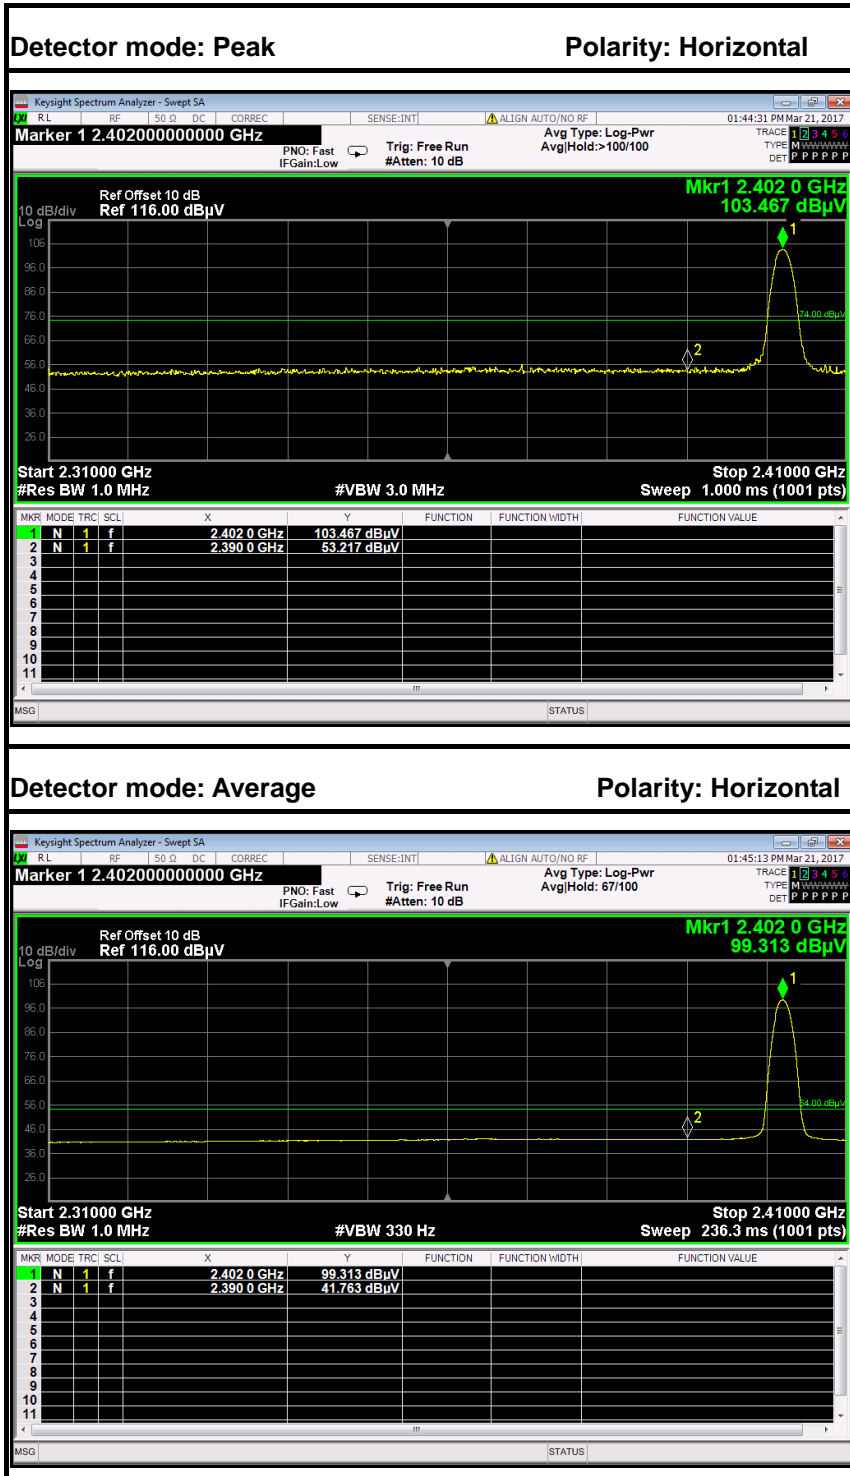 Detector mode: Peak Polarity: Horizontal
Keysight Spectrum Analyzer - Swept SA
LXI RL RF 50 Ω DC CORREC SENSE:INT ALIGN AUTO/NO RF 01:44:31 PM Mar 21, 2017
Marker 1 2.402000000000 GHz
PNO: Fast
IFGain:Low
Trig: Free Run
#Atten: 10 dB
Avg Type: Log-Pwr
Avg|Hold:>100/100
TRACE 1 2 3 4 5 6
TYPE M W W W W W
DET P P P P P P
Mkr1 2.402 0 GHz
103.467 dBµV
10 dB/div
Log
Ref Offset 10 dB
Ref 116.00 dBµV
1
106
96.0
86.0
76.0
74.00 dBµV
66.0
2
56.0
46.0
36.0
26.0
Start 2.31000 GHz Stop 2.41000 GHz
#Res BW 1.0 MHz #VBW 3.0 MHz Sweep 1.000 ms (1001 pts)
MKR MODE TRC SCL X Y FUNCTION FUNCTION WIDTH FUNCTION VALUE
1 N 1 f 2.402 0 GHz 103.467 dBµV
2 N 1 f 2.390 0 GHz 53.217 dBµV
3
4
5
6
7
8
9
10
11
MSG STATUS
Detector mode: Average Polarity: Horizontal
Keysight Spectrum Analyzer - Swept SA
LXI RL RF 50 Ω DC CORREC SENSE:INT ALIGN AUTO/NO RF 01:45:13 PM Mar 21, 2017
Marker 1 2.402000000000 GHz
PNO: Fast
IFGain:Low
Trig: Free Run
#Atten: 10 dB
Avg Type: Log-Pwr
Avg|Hold: 67/100
TRACE 1 2 3 4 5 6
TYPE M W W W W W
DET P P P P P P
Mkr1 2.402 0 GHz
99.313 dBµV
10 dB/div
Log
Ref Offset 10 dB
Ref 116.00 dBµV
1
106
96.0
86.0
76.0
66.0
56.0
54.00 dBµV
2
46.0
36.0
26.0
Start 2.31000 GHz Stop 2.41000 GHz
#Res BW 1.0 MHz #VBW 330 Hz Sweep 236.3 ms (1001 pts)
MKR MODE TRC SCL X Y FUNCTION FUNCTION WIDTH FUNCTION VALUE
1 N 1 f 2.402 0 GHz 99.313 dBµV
2 N 1 f 2.390 0 GHz 41.763 dBµV
3
4
5
6
7
8
9
10
11
MSG STATUS